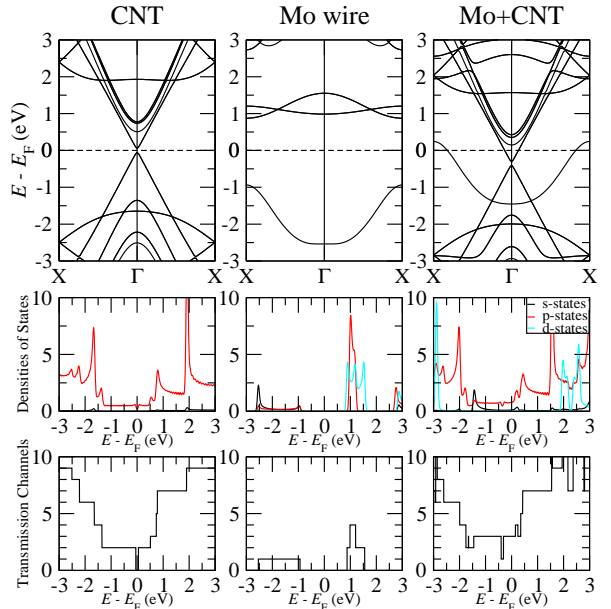 CNT Mo wire Mo+CNT
E - E_F (eV)
3
2
1
0
-1
-2
-3
X Γ X X Γ X X Γ X
Densities of States
10
5
0
s-states
p-states
d-states
-3 -2 -1 0 1 2 3 -3 -2 -1 0 1 2 3 -3 -2 -1 0 1 2 3
E - E_F (eV) E - E_F (eV) E - E_F (eV)
Transmission Channels
10
5
0
-3 -2 -1 0 1 2 3 -3 -2 -1 0 1 2 3 -3 -2 -1 0 1 2 3
E - E_F (eV) E - E_F (eV) E - E_F (eV)